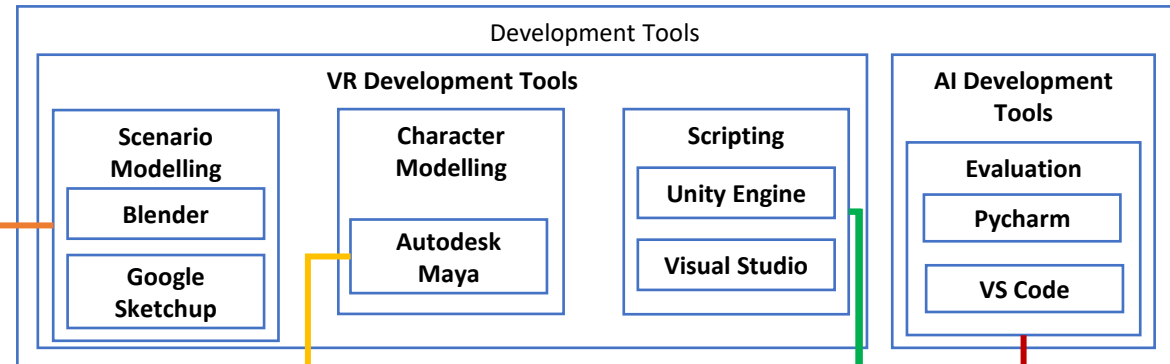 Development Tools
VR Development Tools
Scenario
Modelling
Blender
Google
Sketchup
Character
Modelling
Autodesk
Maya
Scripting
Unity Engine
Visual Studio
AI Development
Tools
Evaluation
Pycharm
VS Code